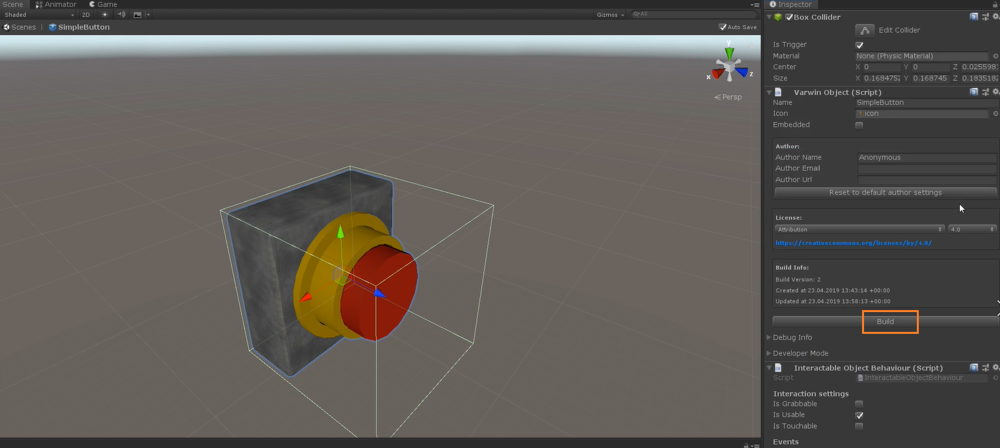 Scene Animator Game
Shaded 2D Gizmos All
Scenes SimpleButton Auto Save
y
x z
Persp
Inspector
Box Collider
Edit Collider
Is Trigger
Material None (Physic Material)
Center X 0 Y 0 Z 0.025598
Size X 0.168475 Y 0.168745 Z 0.183518
Varwin Object (Script)
Name SimpleButton
Icon icon
Embedded
Author:
Author Name Anonymous
Author Email
Author Url
Reset to default author settings
License:
Attribution 4.0
https://creativecommons.org/licenses/by/4.0/
Build Info:
Build Version: 2
Created at 23.04.2019 13:43:14 +00:00
Updated at 23.04.2019 13:58:13 +00:00
Build
Debug Info
Developer Mode
Interactable Object Behaviour (Script)
Script InteractableObjectBehaviour
Interaction settings
Is Grabbable
Is Usable
Is Touchable
Events